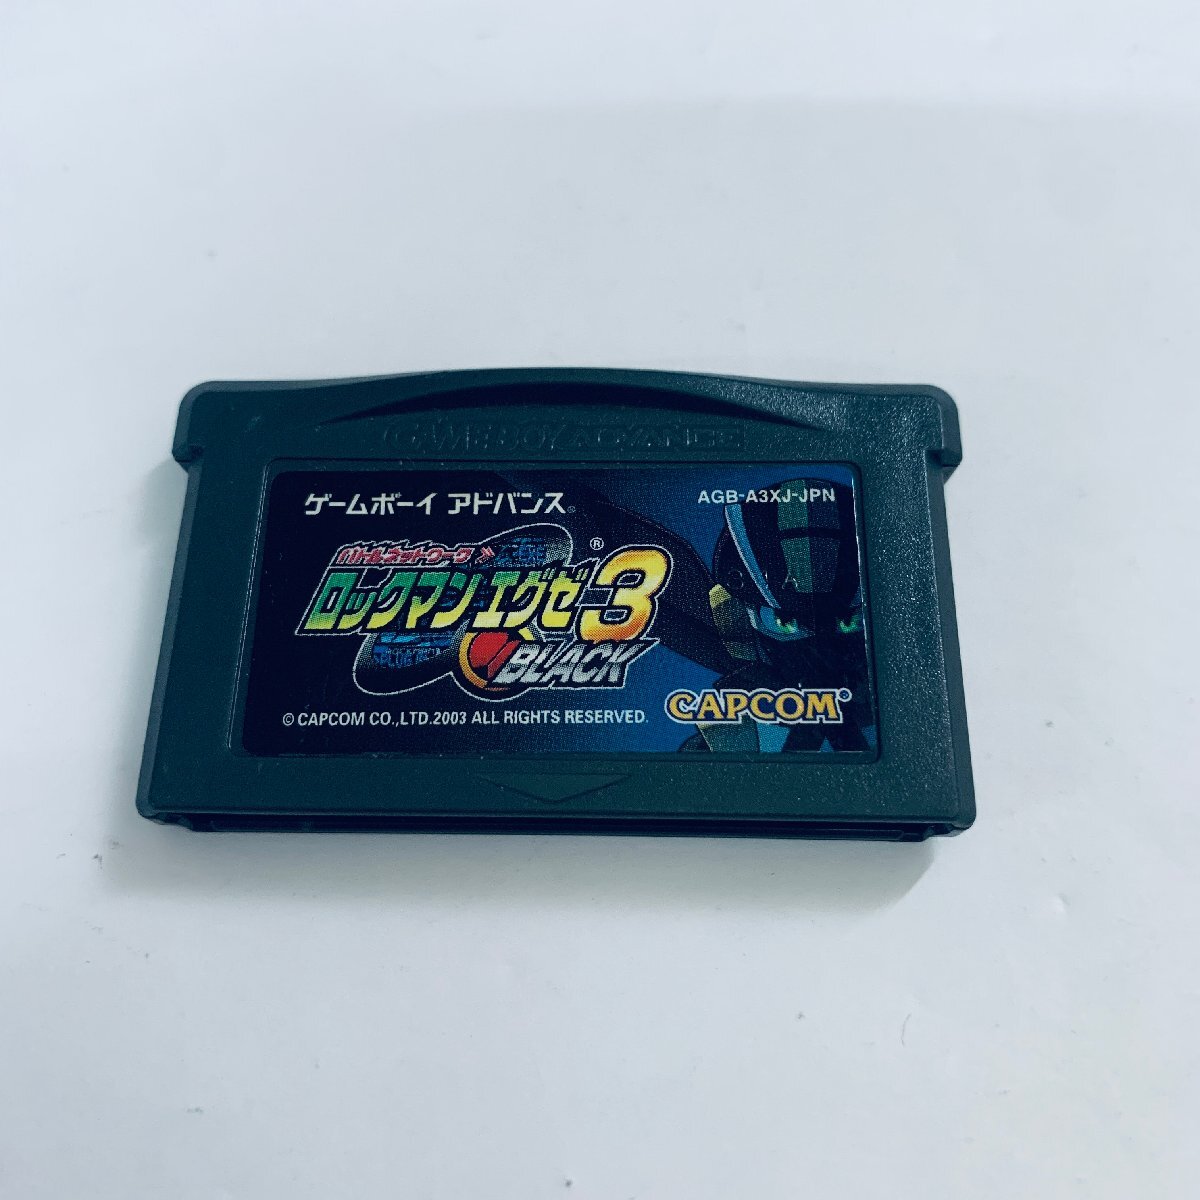 GAME BOY ADVANCE
ゲームボーイ アドバンス®
AGB-A3XJ-JPN
バトルネットワーク
ロックマンエグゼ3®
BLACK
© CAPCOM CO., LTD. 2003 ALL RIGHTS RESERVED.
CAPCOM®